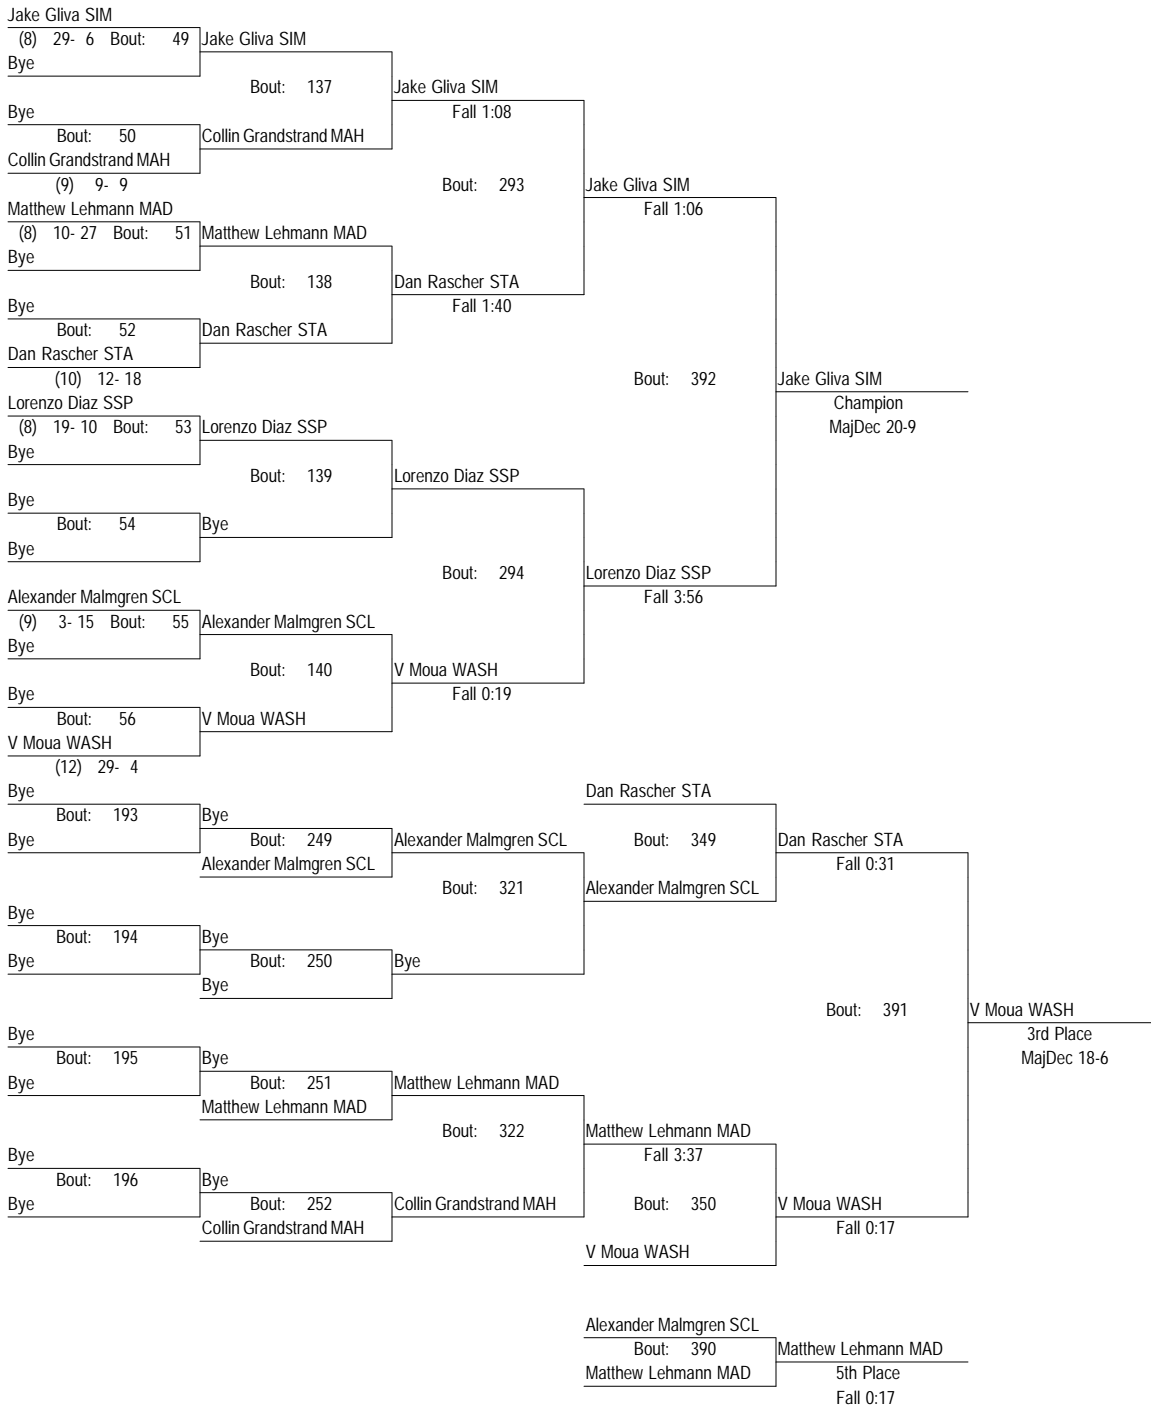 Jake Gliva SIM
(8) 29- 6 Bout: 49 Jake Gliva SIM
Bye
Bout: 137 Jake Gliva SIM
Bye Fall 1:08
Bout: 50 Collin Grandstrand MAH
Collin Grandstrand MAH
(9) 9- 9 Bout: 293 Jake Gliva SIM
Matthew Lehmann MAD Fall 1:06
(8) 10- 27 Bout: 51 Matthew Lehmann MAD
Bye
Bout: 138 Dan Rascher STA
Bye Fall 1:40
Bout: 52 Dan Rascher STA
Dan Rascher STA
(10) 12- 18 Bout: 392 Jake Gliva SIM
Lorenzo Diaz SSP Champion
(8) 19- 10 Bout: 53 Lorenzo Diaz SSP MajDec 20-9
Bye
Bout: 139 Lorenzo Diaz SSP
Bye
Bout: 54 Bye
Bye
Bout: 294 Lorenzo Diaz SSP
Alexander Malmgren SCL Fall 3:56
(9) 3- 15 Bout: 55 Alexander Malmgren SCL
Bye
Bout: 140 V Moua WASH
Bye Fall 0:19
Bout: 56 V Moua WASH
V Moua WASH
(12) 29- 4
Bye Dan Rascher STA
Bout: 193 Bye
Bye Bout: 249 Alexander Malmgren SCL Bout: 349 Dan Rascher STA
Alexander Malmgren SCL Fall 0:31
Bout: 321 Alexander Malmgren SCL
Bye
Bout: 194 Bye
Bye Bout: 250 Bye
Bye
Bout: 391 V Moua WASH
Bye 3rd Place
Bout: 195 Bye MajDec 18-6
Bye Bout: 251 Matthew Lehmann MAD
Matthew Lehmann MAD
Bout: 322 Matthew Lehmann MAD
Bye Fall 3:37
Bout: 196 Bye
Bye Bout: 252 Collin Grandstrand MAH Bout: 350 V Moua WASH
Collin Grandstrand MAH Fall 0:17
V Moua WASH
Alexander Malmgren SCL
Bout: 390 Matthew Lehmann MAD
Matthew Lehmann MAD 5th Place
Fall 0:17